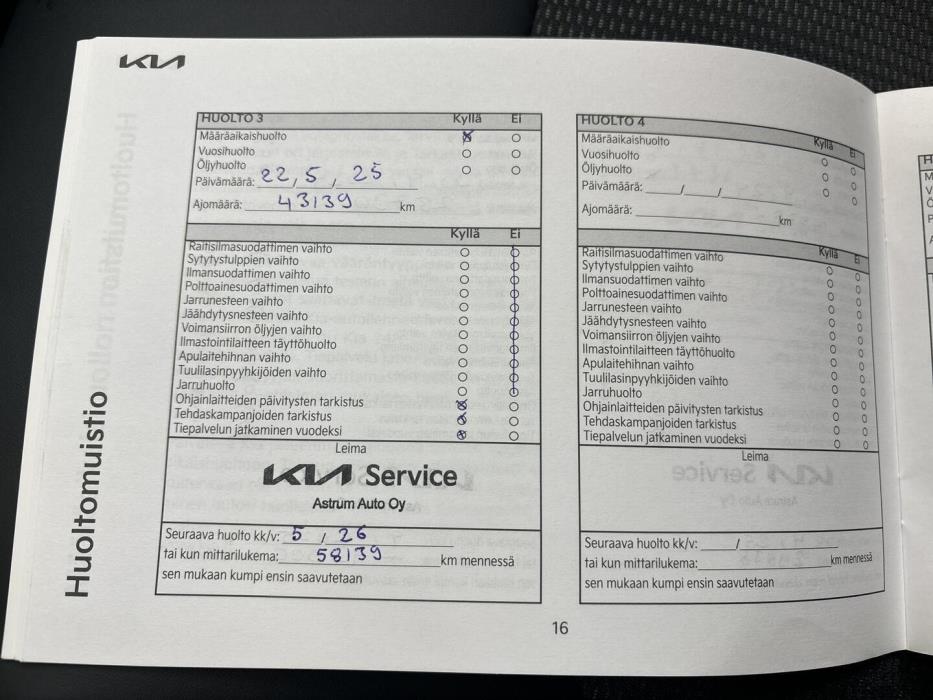 KIA
Huoltomuistio
HUOLTO 3 Kyllä Ei
Määräaikaishuolto
Vuosihuolto
Öljyhuolto
Päivämäärä: 22, 5 , 25
Ajomäärä: 43139 km
Kyllä Ei
Raitisilmasuodattimen vaihto
Sytytystulppien vaihto
Ilmansuodattimen vaihto
Polttoainesuodattimen vaihto
Jarrunesteen vaihto
Jäähdytysnesteen vaihto
Voimansiirron öljyjen vaihto
Ilmastointilaitteen täyttöhuolto
Apulaitehihnan vaihto
Tuulilasinpyyhkijöiden vaihto
Jarruhuolto
Ohjainlaitteiden päivitysten tarkistus
Tehdaskampanjoiden tarkistus
Tiepalvelun jatkaminen vuodeksi
Leima
KIA Service
Astrum Auto Oy
Seuraava huolto kk/v: 5 / 26
tai kun mittarilukema: 58139 km mennessä
sen mukaan kumpi ensin saavutetaan
HUOLTO 4 Kyllä Ei
Määräaikaishuolto
Vuosihuolto
Öljyhuolto
Päivämäärä: / /
Ajomäärä: km
Kyllä Ei
Raitisilmasuodattimen vaihto
Sytytystulppien vaihto
Ilmansuodattimen vaihto
Polttoainesuodattimen vaihto
Jarrunesteen vaihto
Jäähdytysnesteen vaihto
Voimansiirron öljyjen vaihto
Ilmastointilaitteen täyttöhuolto
Apulaitehihnan vaihto
Tuulilasinpyyhkijöiden vaihto
Jarruhuolto
Ohjainlaitteiden päivitysten tarkistus
Tehdaskampanjoiden tarkistus
Tiepalvelun jatkaminen vuodeksi
Leima
Seuraava huolto kk/v: /
tai kun mittarilukema: km mennessä
sen mukaan kumpi ensin saavutetaan
16